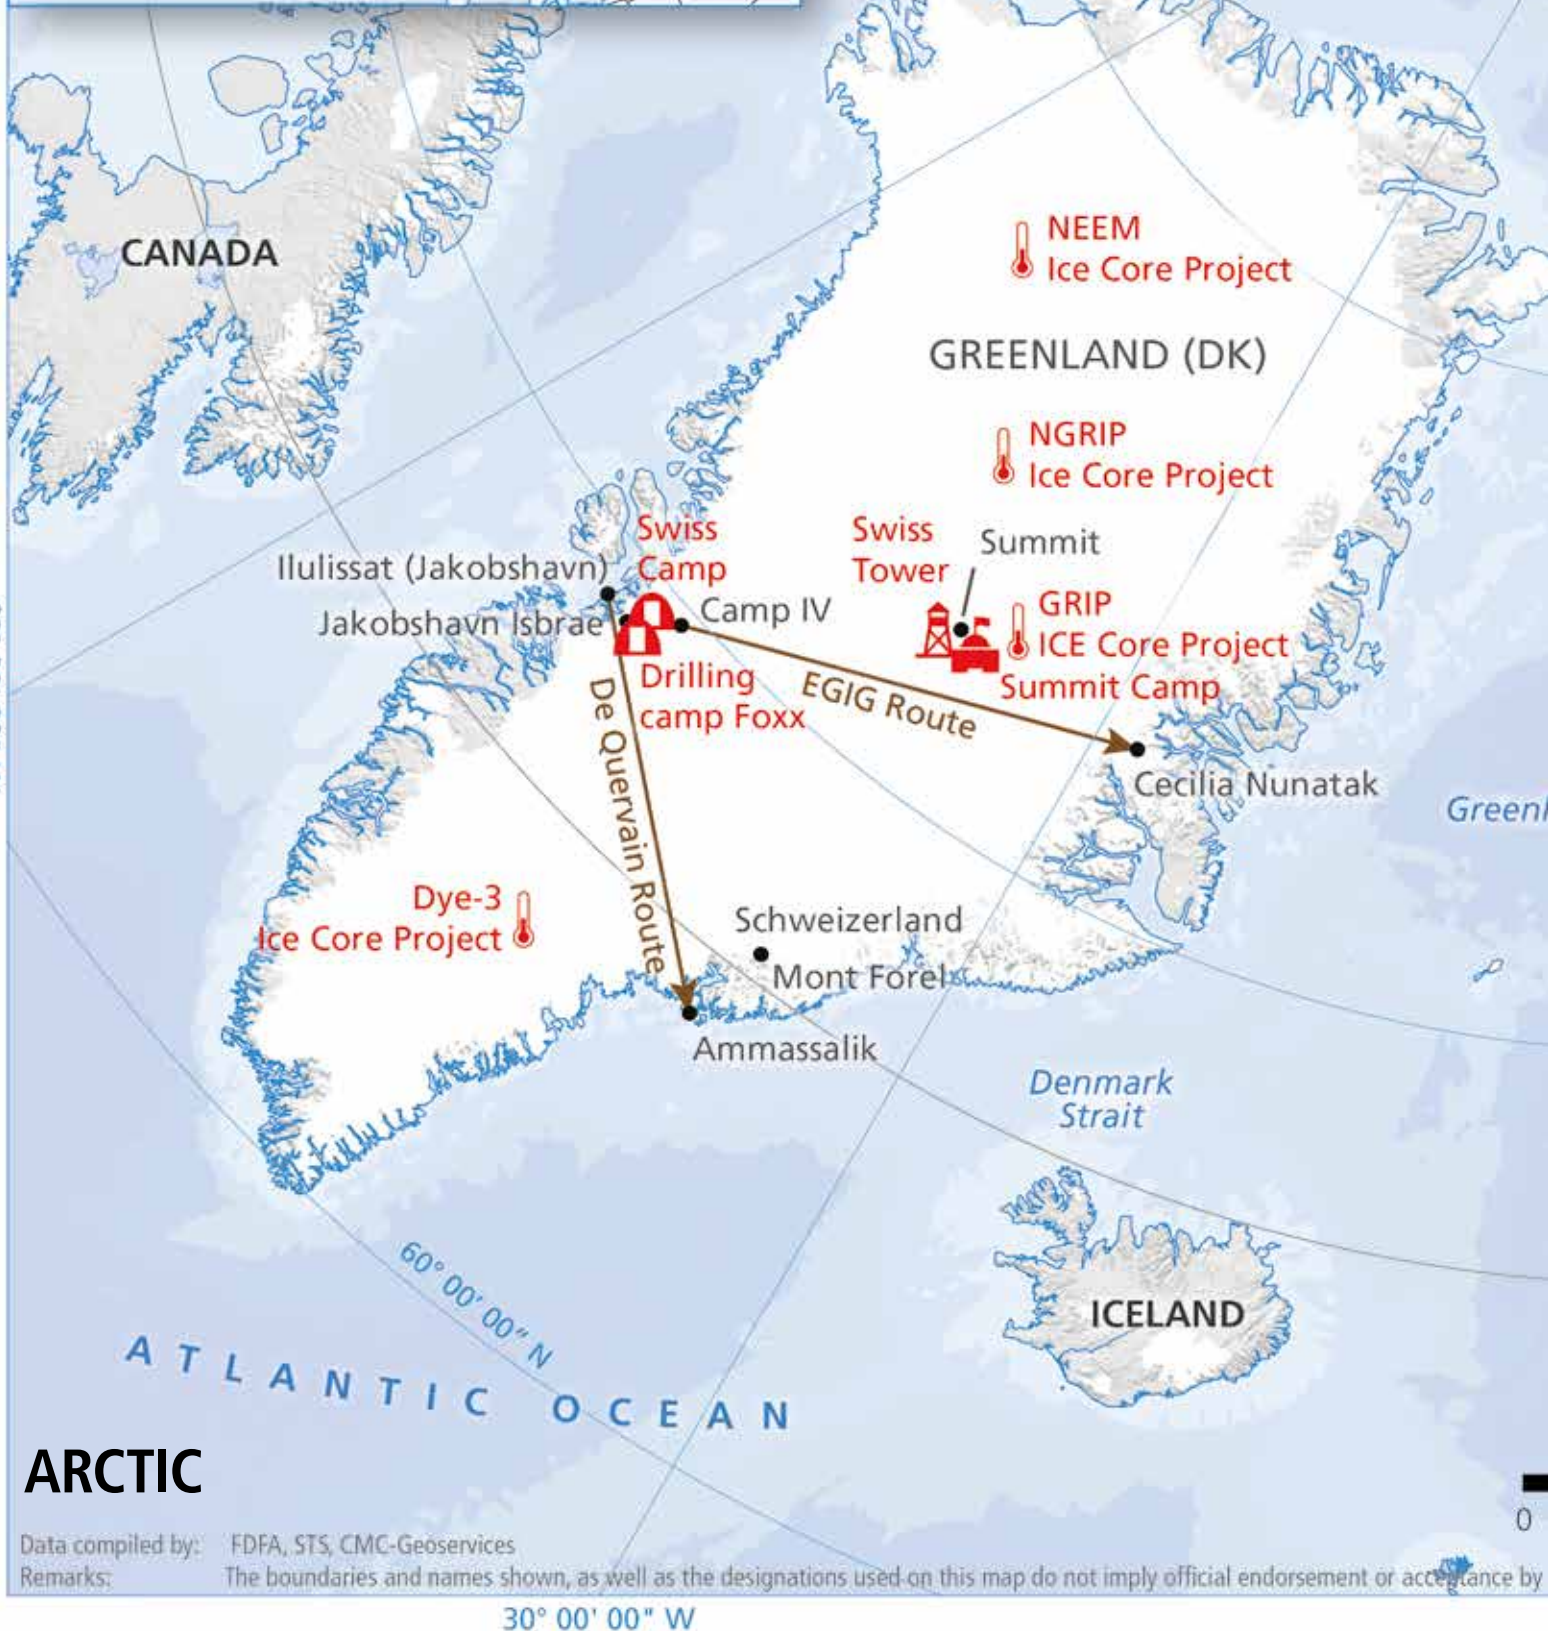 CANADA
NEEM
Ice Core Project
GREENLAND (DK)
NGRIP
Ice Core Project
Swiss
Camp
Swiss
Tower
Summit
Ilulissat (Jakobshavn)
Jakobshavn Isbrae
Camp IV
GRIP
ICE Core Project
Summit Camp
Drilling
camp Foxx
EGIG Route
De Quervain Route
Cecilia Nunatak
Greenl
Dye-3
Ice Core Project
Schweizerland
Mont Forel
Ammassalik
Denmark
Strait
ICELAND
60° 00' 00" N
ATLANTIC OCEAN
ARCTIC
0
Data compiled by: FDFA, STS, CMC-Geoservices
Remarks: The boundaries and names shown, as well as the designations used on this map do not imply official endorsement or acceptance by
30° 00' 00" W